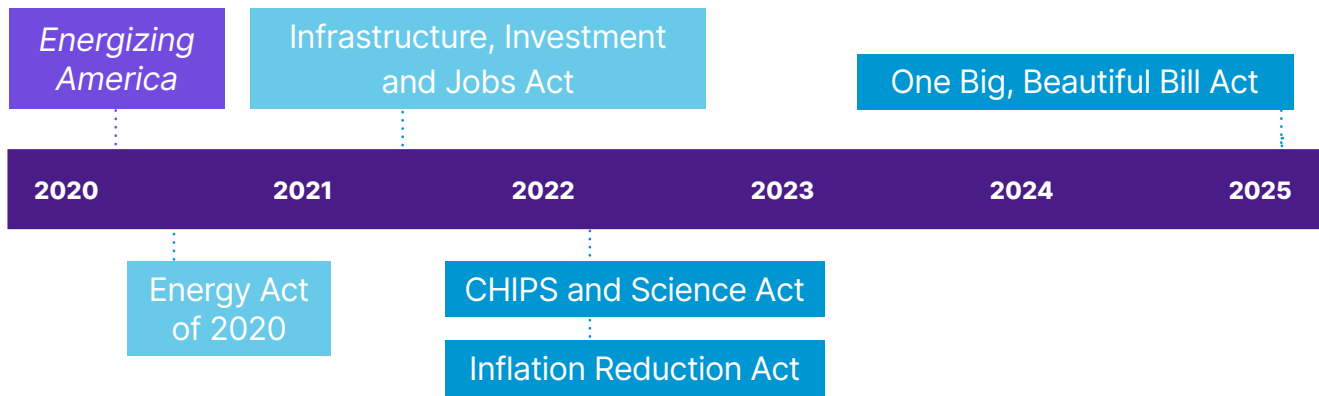 Energizing
America
Infrastructure, Investment
and Jobs Act
One Big, Beautiful Bill Act
2020 2021 2022 2023 2024 2025
Energy Act
of 2020
CHIPS and Science Act
Inflation Reduction Act